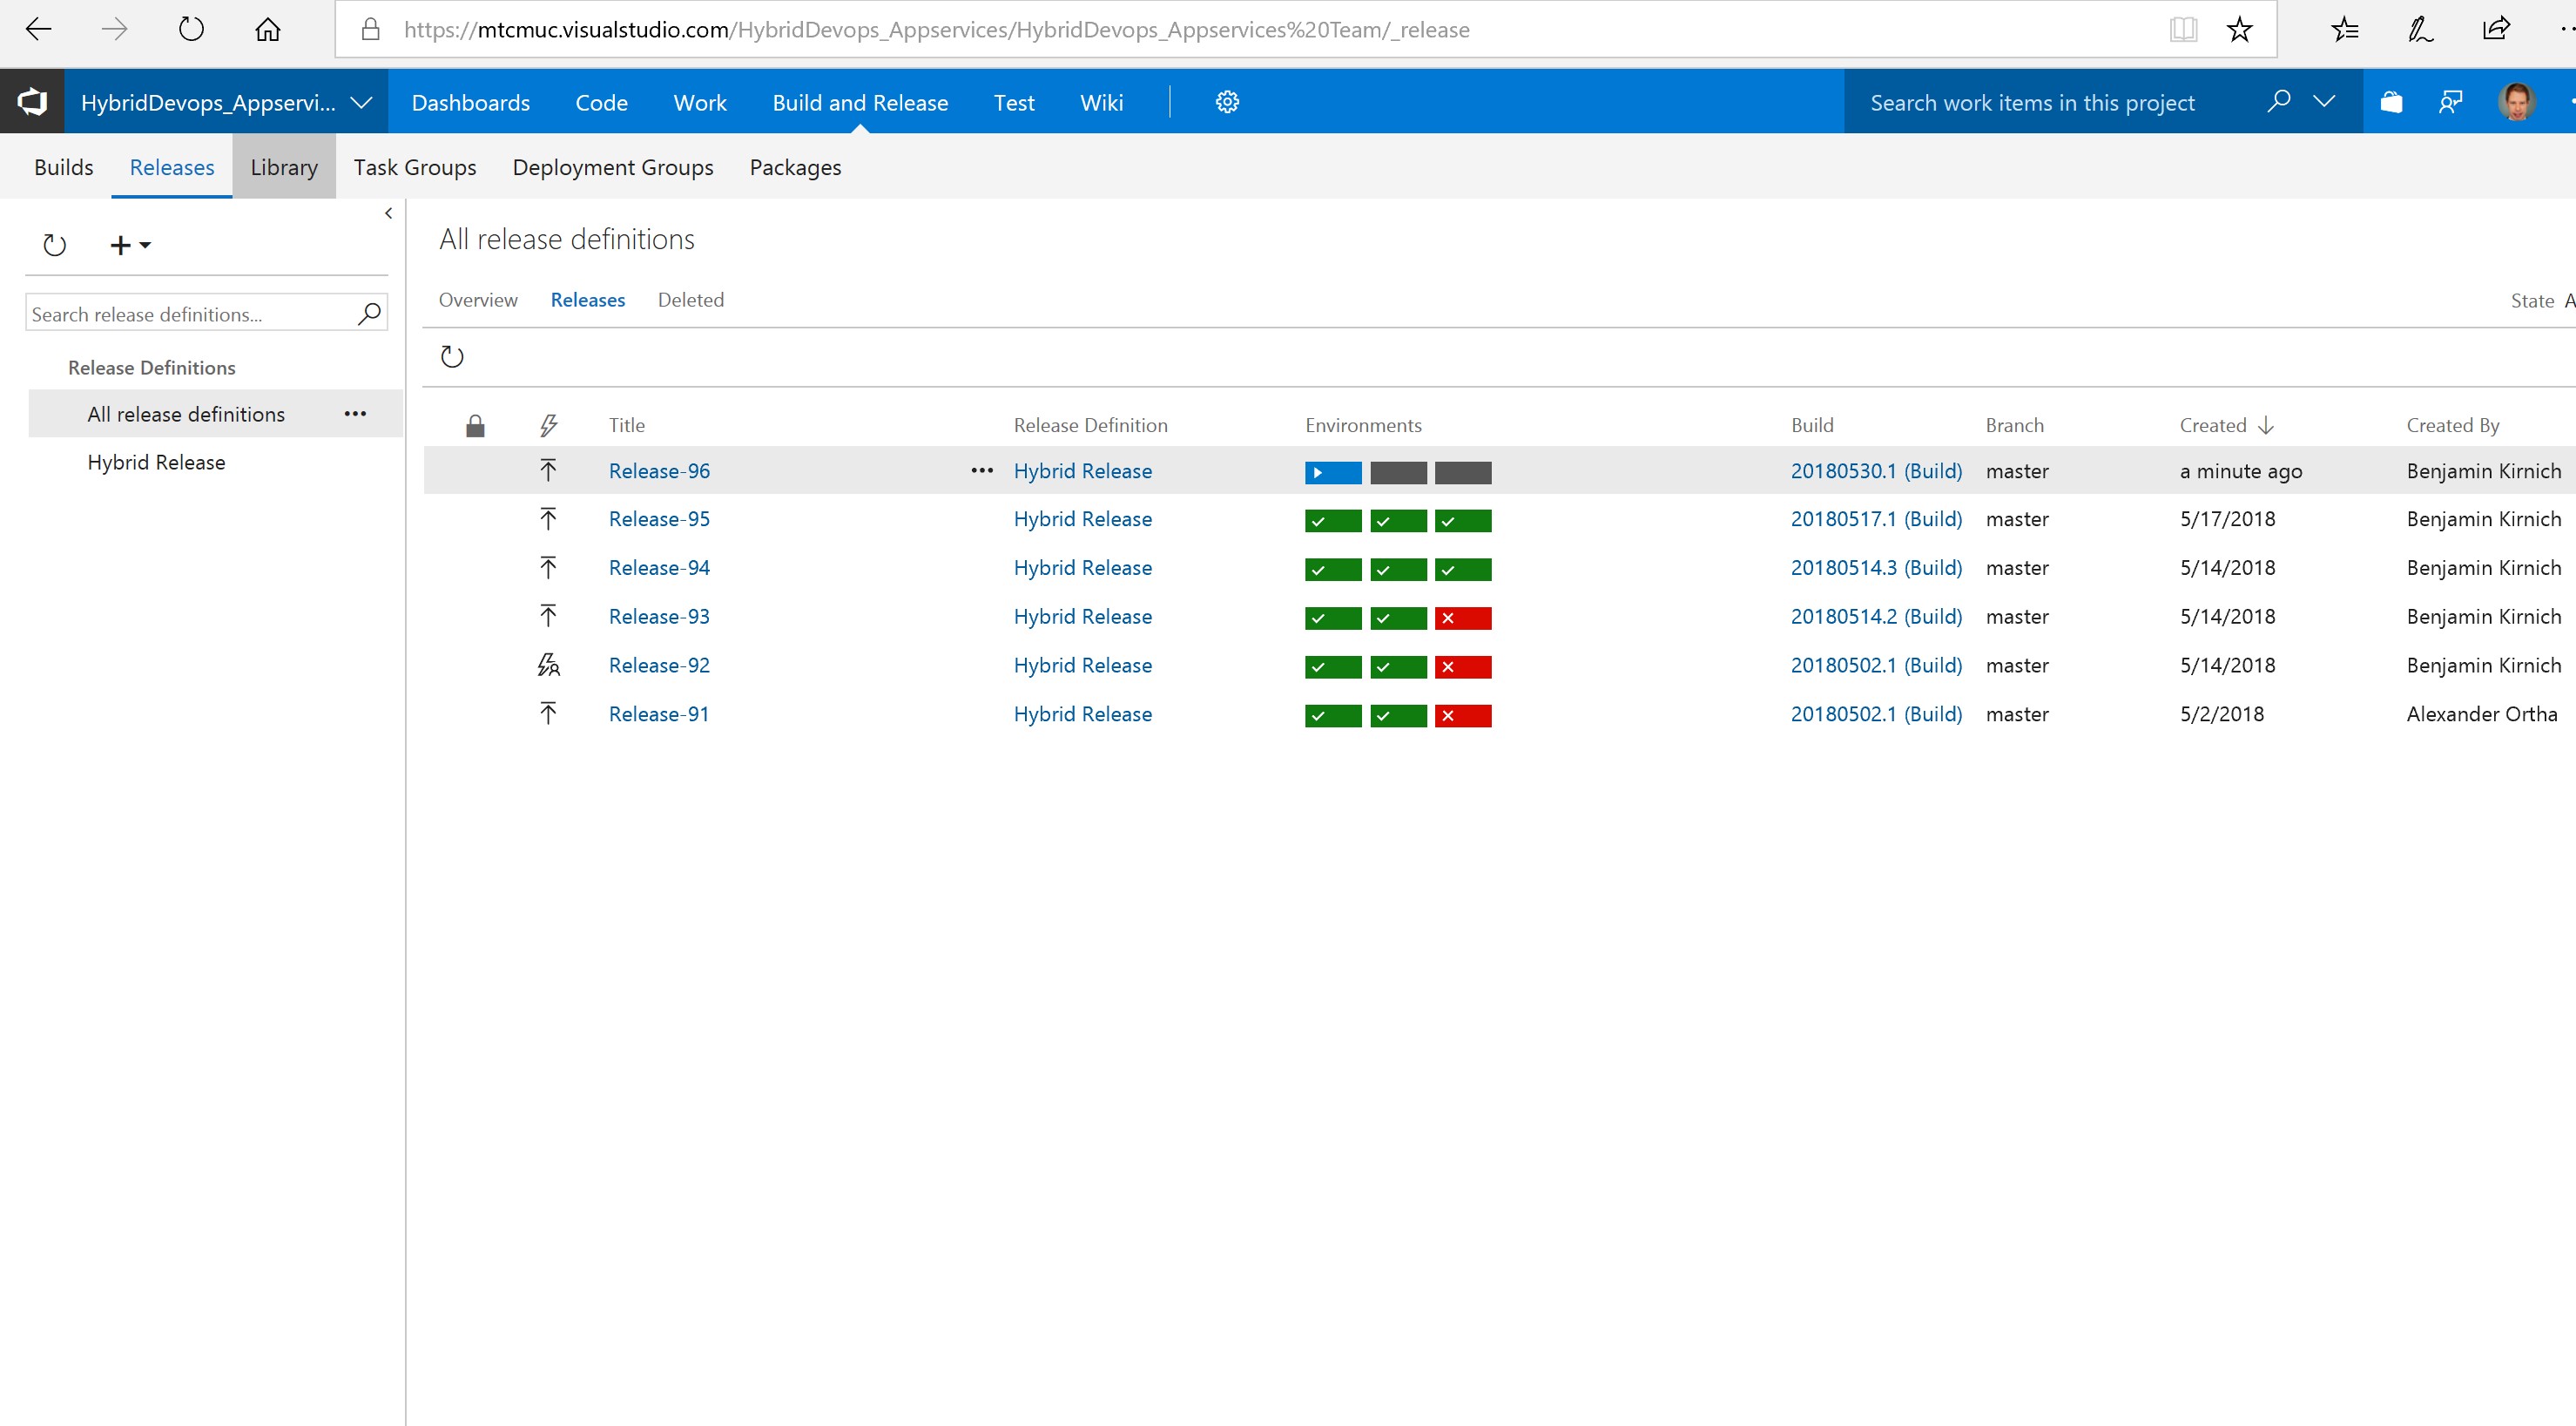 https://mtcmuc.visualstudio.com/HybridDevops_Appservices/HybridDevops_Appservices%20Team/_release
HybridDevops_Appservi... Dashboards Code Work Build and Release Test Wiki Search work items in this project
Builds Releases Library Task Groups Deployment Groups Packages
All release definitions
Overview Releases Deleted State A
Search release definitions...
Release Definitions
All release definitions
Hybrid Release
Title Release Definition Environments Build Branch Created Created By
Release-96 Hybrid Release 20180530.1 (Build) master a minute ago Benjamin Kirnich
Release-95 Hybrid Release 20180517.1 (Build) master 5/17/2018 Benjamin Kirnich
Release-94 Hybrid Release 20180514.3 (Build) master 5/14/2018 Benjamin Kirnich
Release-93 Hybrid Release 20180514.2 (Build) master 5/14/2018 Benjamin Kirnich
Release-92 Hybrid Release 20180502.1 (Build) master 5/14/2018 Benjamin Kirnich
Release-91 Hybrid Release 20180502.1 (Build) master 5/2/2018 Alexander Ortha